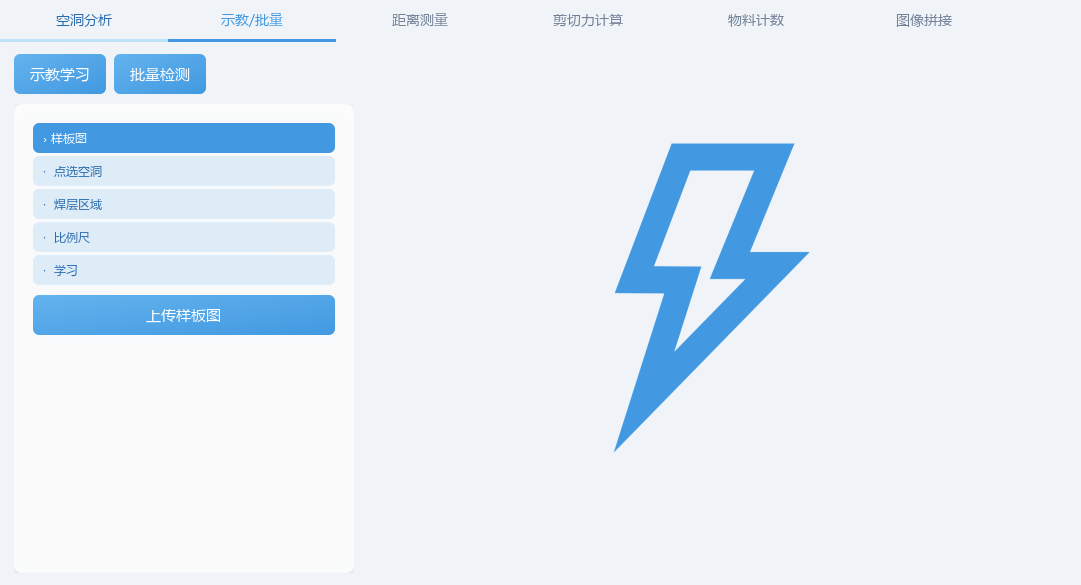 空洞分析 示教/批量 距离测量 剪切力计算 物料计数 图像拼接
示教学习 批量检测
› 样板图
· 点选空洞
· 焊层区域
· 比例尺
· 学习
上传样板图